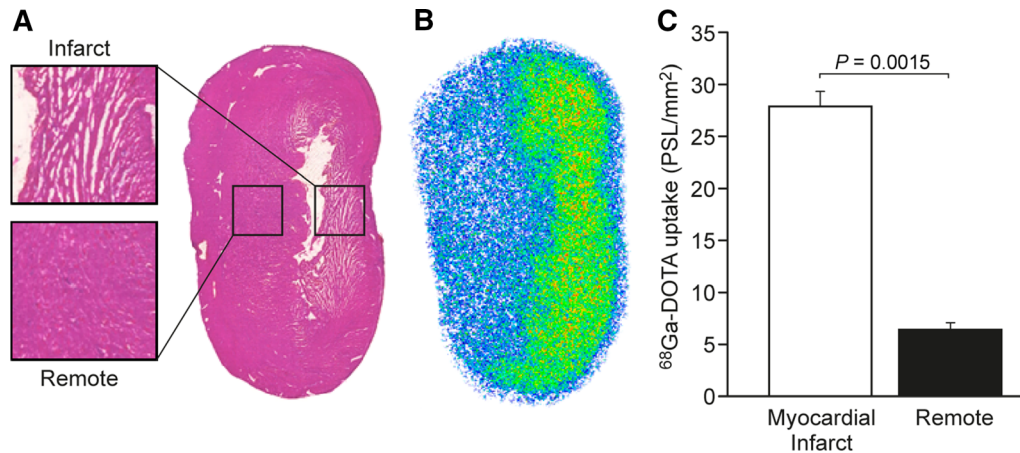 A
Infarct
Remote
B
C
⁶⁸Ga-DOTA uptake (PSL/mm²)
35
30
25
20
15
10
5
0
P = 0.0015
Myocardial
Infarct
Remote